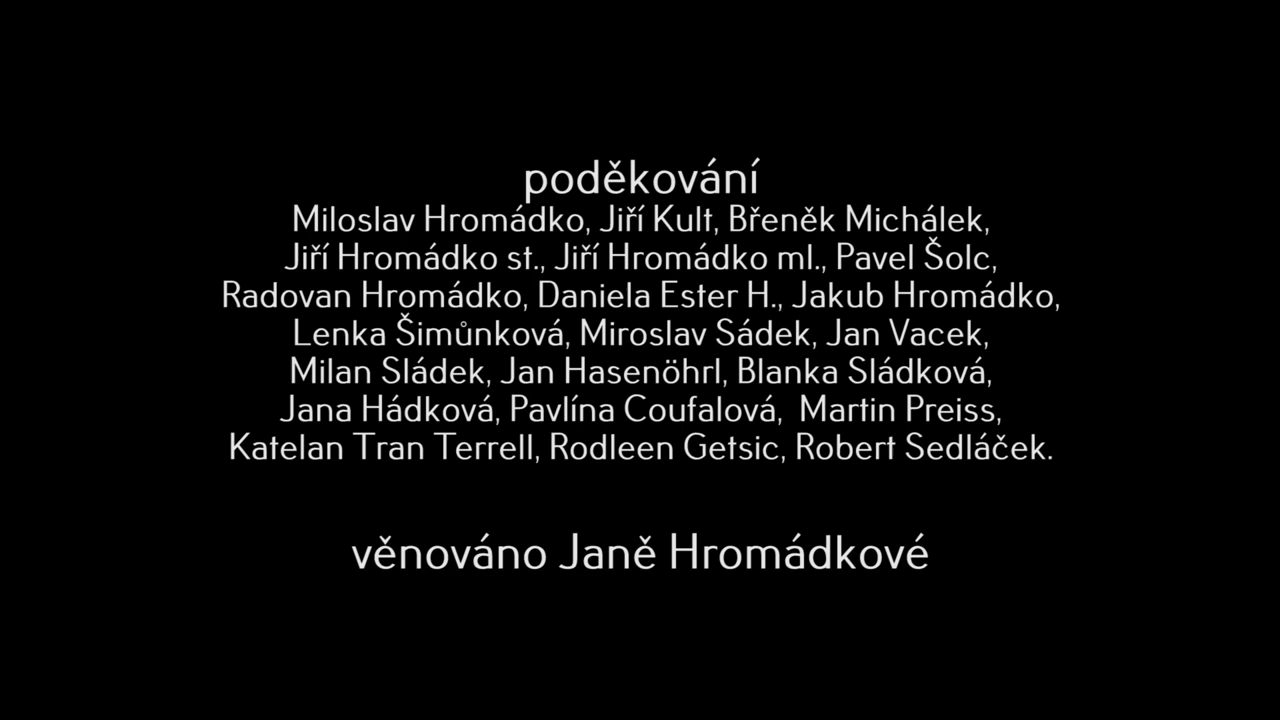 poděkování
Miloslav Hromádko, Jiří Kult, Břeněk Michálek,
Jiří Hromádko st., Jiří Hromádko ml., Pavel Šolc,
Radovan Hromádko, Daniela Ester H., Jakub Hromádko,
Lenka Šimůnková, Miroslav Sádek, Jan Vacek,
Milan Sládek, Jan Hasenöhrl, Blanka Sládková,
Jana Hádková, Pavlína Coufalová,  Martin Preiss,
Katelan Tran Terrell, Rodleen Getsic, Robert Sedláček.
věnováno Janě Hromádkové